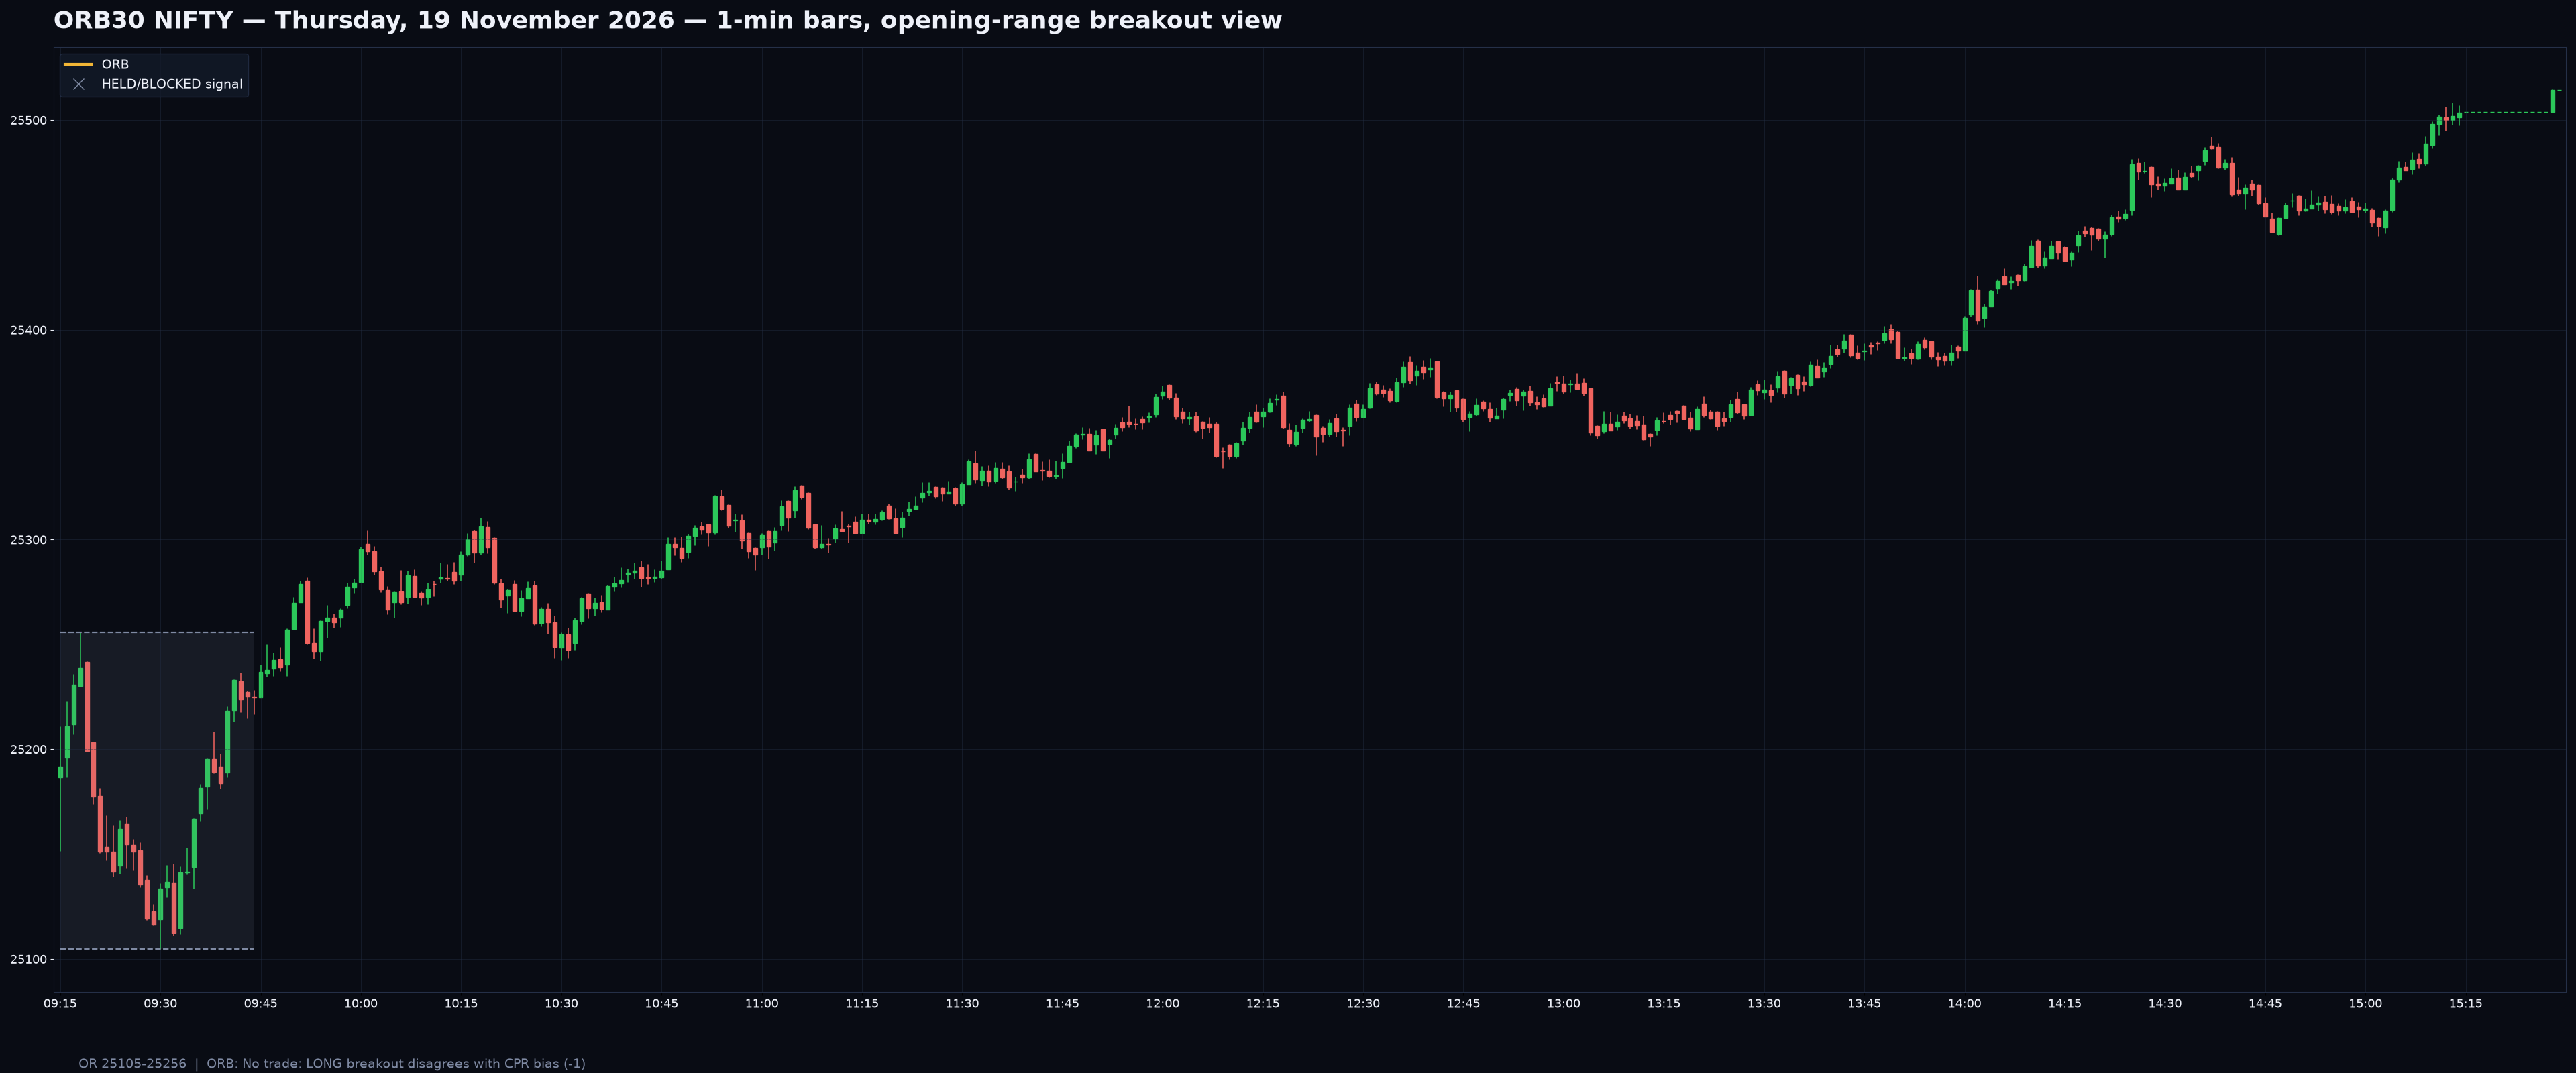 ORB30 NIFTY — Thursday, 19 November 2026 — 1-min bars, opening-range breakout view
ORB
HELD/BLOCKED signal
25500
25400
25300
25200
25100
09:15 09:30 09:45 10:00 10:15 10:30 10:45 11:00 11:15 11:30 11:45 12:00 12:15 12:30 12:45 13:00 13:15 13:30 13:45 14:00 14:15 14:30 14:45 15:00 15:15
OR 25105-25256 | ORB: No trade: LONG breakout disagrees with CPR bias (-1)